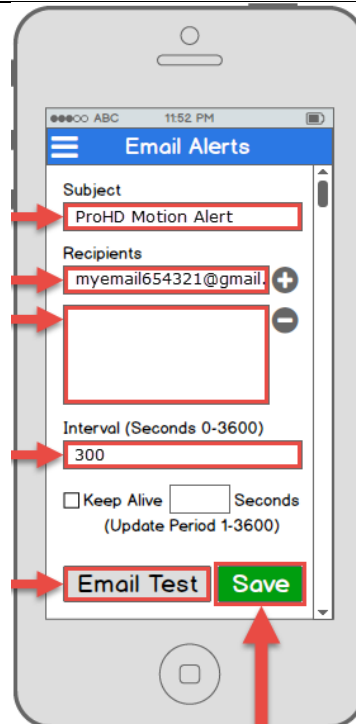 ABC 11:52 PM
Email Alerts
Subject
ProHD Motion Alert
Recipients
myemail654321@gmail.
Interval (Seconds 0-3600)
300
Keep Alive Seconds
(Update Period 1-3600)
Email Test Save